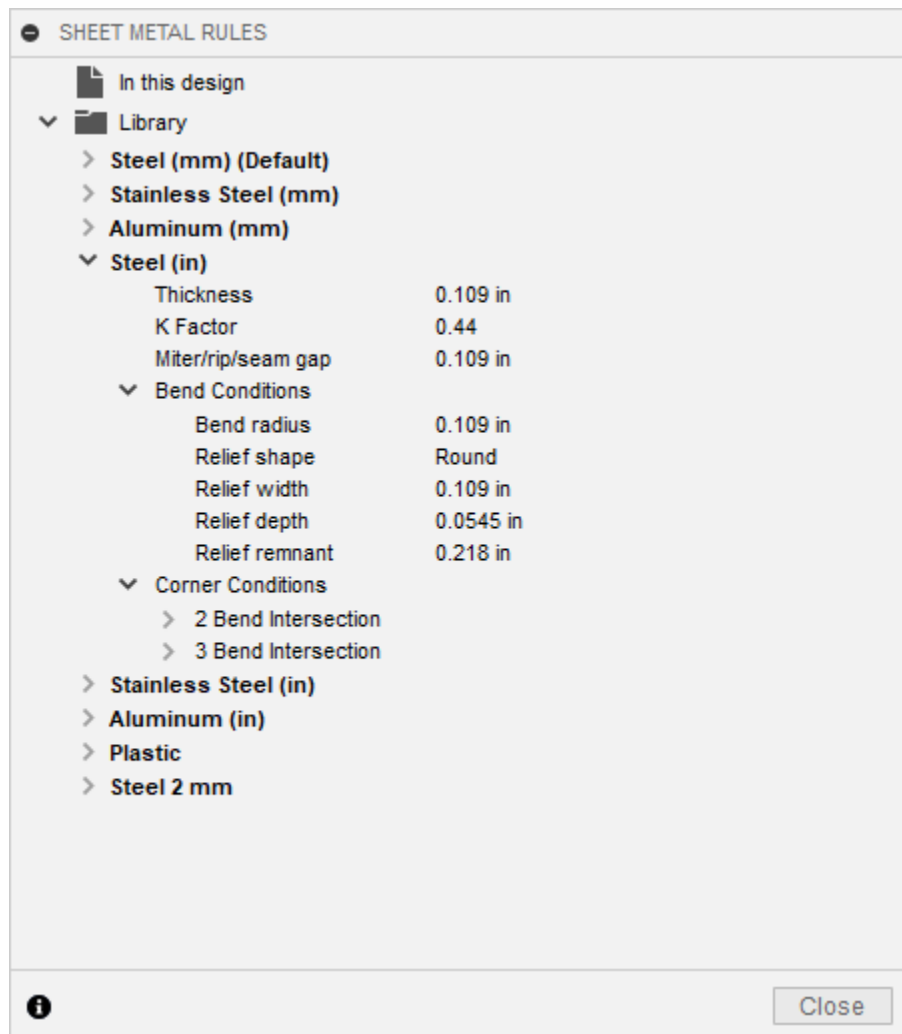 SHEET METAL RULES
In this design
Library
Steel (mm) (Default)
Stainless Steel (mm)
Aluminum (mm)
Steel (in)
Thickness 0.109 in
K Factor 0.44
Miter/rip/seam gap 0.109 in
Bend Conditions
Bend radius 0.109 in
Relief shape Round
Relief width 0.109 in
Relief depth 0.0545 in
Relief remnant 0.218 in
Corner Conditions
2 Bend Intersection
3 Bend Intersection
Stainless Steel (in)
Aluminum (in)
Plastic
Steel 2 mm
Close